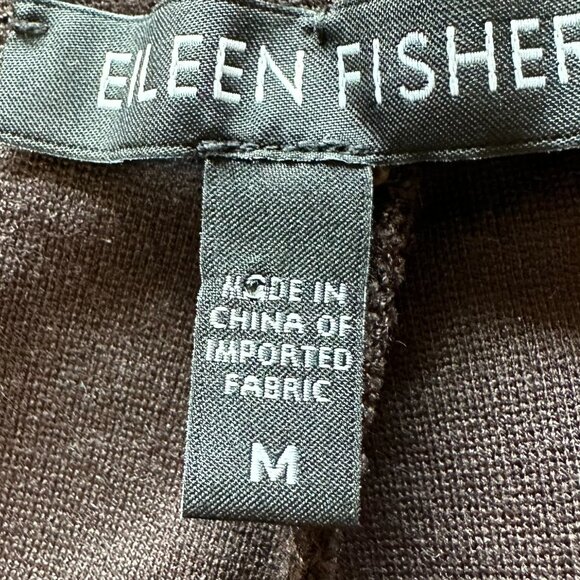 EILEEN FISHER
MADE IN
CHINA OF
IMPORTED
FABRIC
M